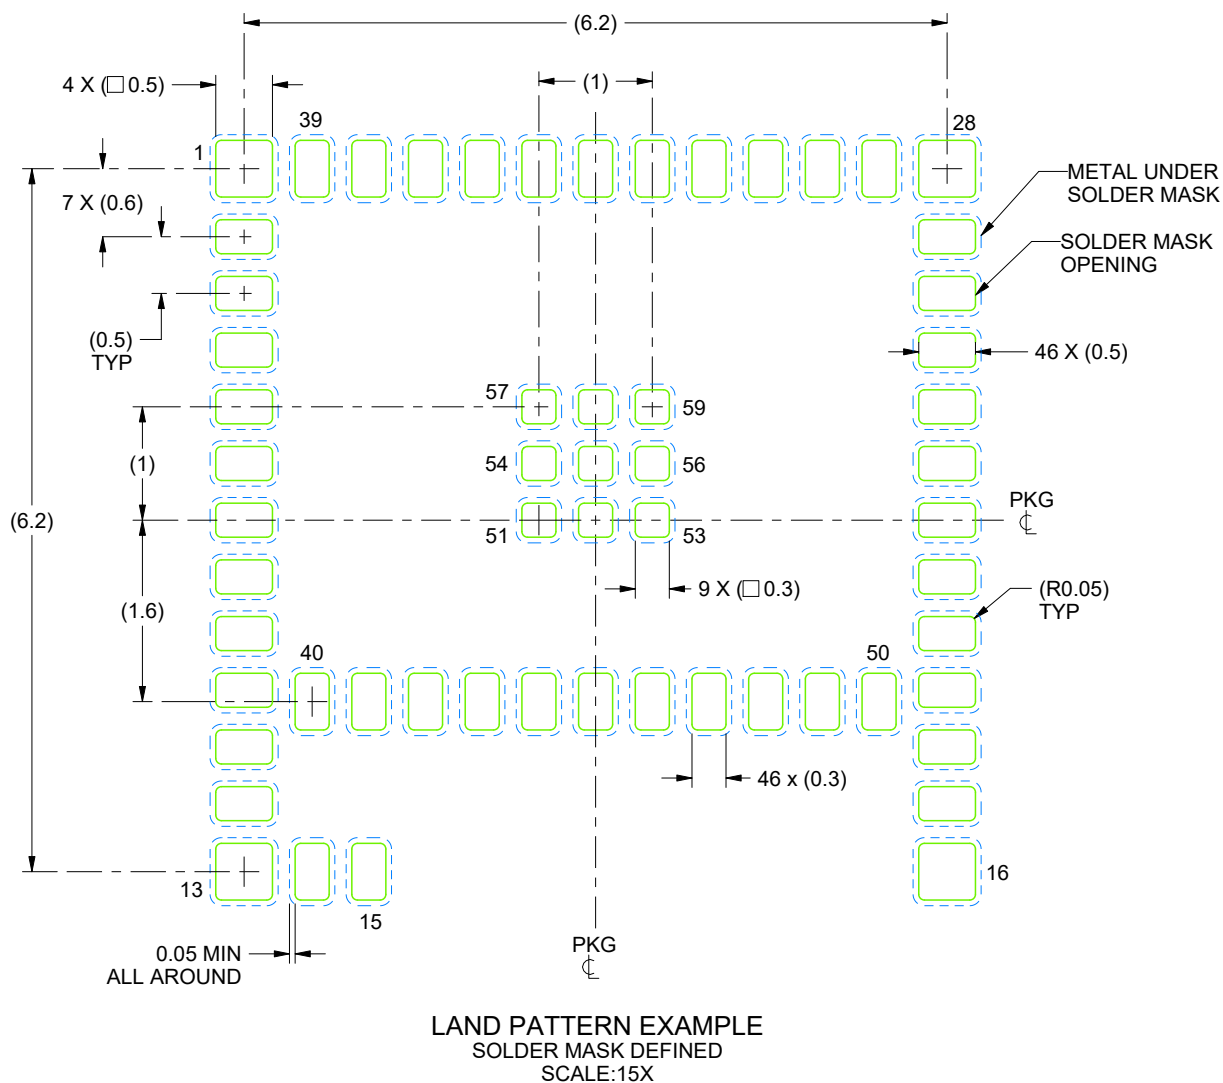 (6.2)
4 X (□ 0.5)
(1)
39
28
1
METAL UNDER
SOLDER MASK
7 X (0.6)
SOLDER MASK
OPENING
(0.5)
TYP
46 X (0.5)
57
59
(1)
54
56
(6.2)
PKG
℄
51
53
9 X (□ 0.3)
(R0.05)
TYP
(1.6)
40
50
46 x (0.3)
13
16
15
0.05 MIN
ALL AROUND
PKG
℄
LAND PATTERN EXAMPLE
SOLDER MASK DEFINED
SCALE:15X